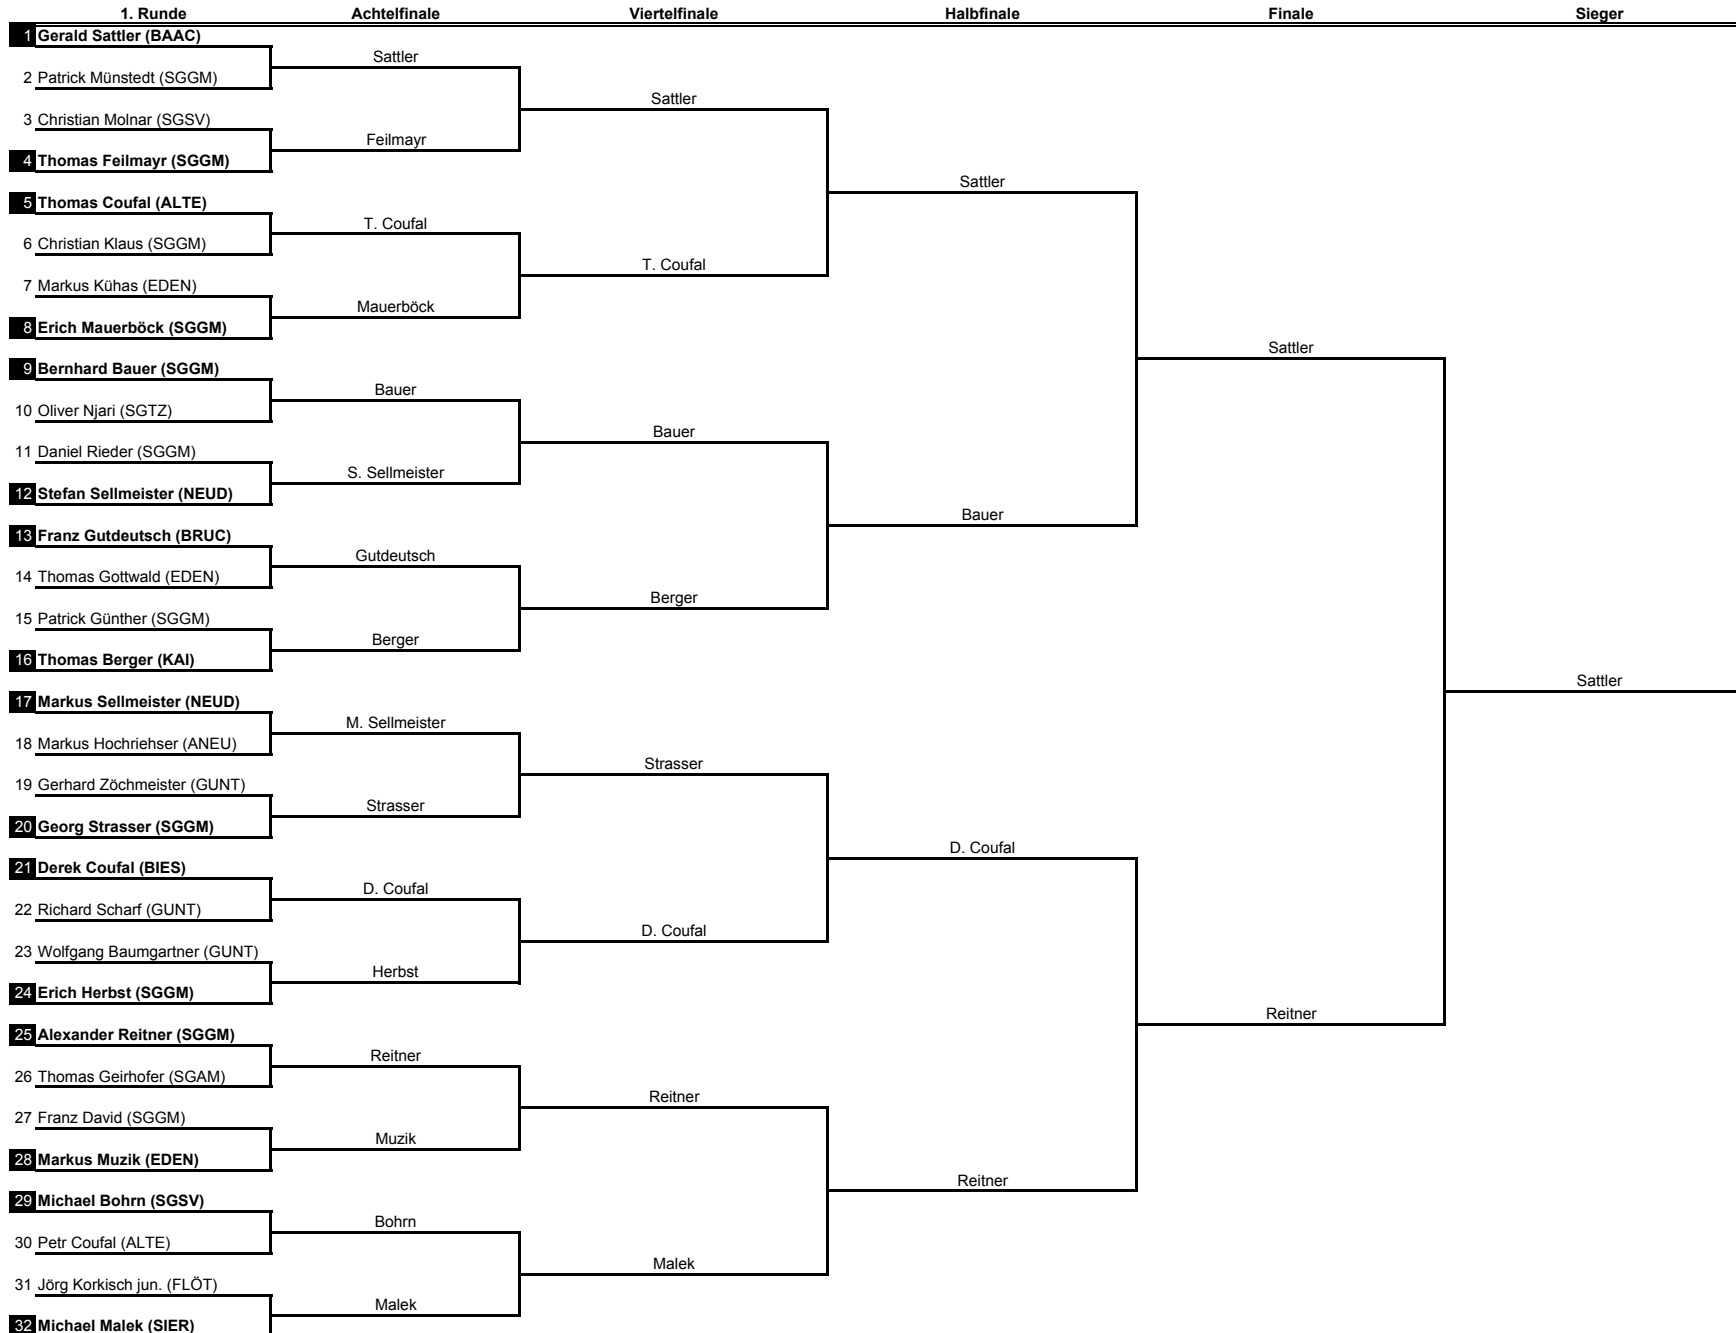 1. Runde Achtelfinale Viertelfinale Halbfinale Finale Sieger
1 Gerald Sattler (BAAC)
Sattler
2 Patrick Münstedt (SGGM)
Sattler
3 Christian Molnar (SGSV)
Feilmayr
4 Thomas Feilmayr (SGGM)
Sattler
5 Thomas Coufal (ALTE)
T. Coufal
6 Christian Klaus (SGGM)
T. Coufal
7 Markus Kühas (EDEN)
Mauerböck
8 Erich Mauerböck (SGGM)
Sattler
9 Bernhard Bauer (SGGM)
Bauer
10 Oliver Njari (SGTZ)
Bauer
11 Daniel Rieder (SGGM)
S. Sellmeister
12 Stefan Sellmeister (NEUD)
Bauer
13 Franz Gutdeutsch (BRUC)
Gutdeutsch
14 Thomas Gottwald (EDEN)
Berger
15 Patrick Günther (SGGM)
Berger
16 Thomas Berger (KAI)
Sattler
17 Markus Sellmeister (NEUD)
M. Sellmeister
18 Markus Hochriehser (ANEU)
Strasser
19 Gerhard Zöchmeister (GUNT)
Strasser
20 Georg Strasser (SGGM)
D. Coufal
21 Derek Coufal (BIES)
D. Coufal
22 Richard Scharf (GUNT)
D. Coufal
23 Wolfgang Baumgartner (GUNT)
Herbst
24 Erich Herbst (SGGM)
Reitner
25 Alexander Reitner (SGGM)
Reitner
26 Thomas Geirhofer (SGAM)
Reitner
27 Franz David (SGGM)
Muzik
28 Markus Muzik (EDEN)
Reitner
29 Michael Bohrn (SGSV)
Bohrn
30 Petr Coufal (ALTE)
Malek
31 Jörg Korkisch jun. (FLÖT)
Malek
32 Michael Malek (SIER)